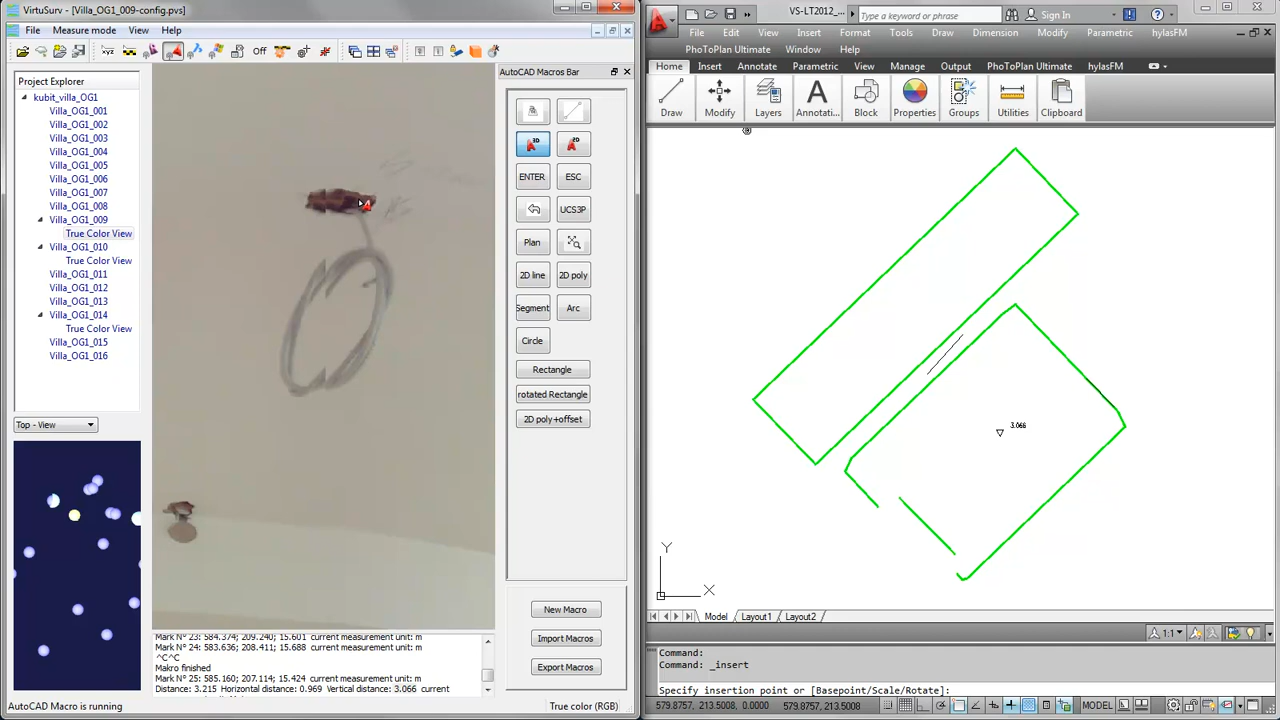 VirtuSurv - [Villa_OG1_009-config.pvs]
File Measure mode View Help
Off
Project Explorer
kubit_villa_OG1
Villa_OG1_001
Villa_OG1_002
Villa_OG1_003
Villa_OG1_004
Villa_OG1_005
Villa_OG1_006
Villa_OG1_007
Villa_OG1_008
Villa_OG1_009
True Color View
Villa_OG1_010
True Color View
Villa_OG1_011
Villa_OG1_012
Villa_OG1_013
Villa_OG1_014
True Color View
Villa_OG1_015
Villa_OG1_016
Top - View
AutoCAD Macros Bar
3D 2D
ENTER ESC
UCS3P
Plan
2D line 2D poly
Segment Arc
Circle
Rectangle
rotated Rectangle
2D poly+offset
New Macro
Import Macros
Export Macros
Mark N° 23: 584.374; 209.240; 15.601 current measurement unit: m
Mark N° 24: 583.636; 208.411; 15.688 current measurement unit: m
^C^C
Makro finished
Mark N° 25: 585.160; 207.114; 15.424 current measurement unit: m
Distance: 3.215 Horizontal distance: 0.969 Vertical distance: 3.066 current
AutoCAD Macro is running
True color (RGB)
VS-LT2012_...
Type a keyword or phrase
Sign In
File Edit View Insert Format Tools Draw Dimension Modify Parametric hylasFM
PhoToPlan Ultimate Window Help
Home Insert Annotate Parametric View Manage Output PhoToPlan Ultimate hylasFM
Draw Modify Layers Annotati... Block Properties Groups Utilities Clipboard
3.066
Y
X
Model Layout1 Layout2
1:1
Command:
Command: _insert
Specify insertion point or [Basepoint/Scale/Rotate]:
579.8757, 213.5008, 0.0000
579.8757, 213.5008
MODEL